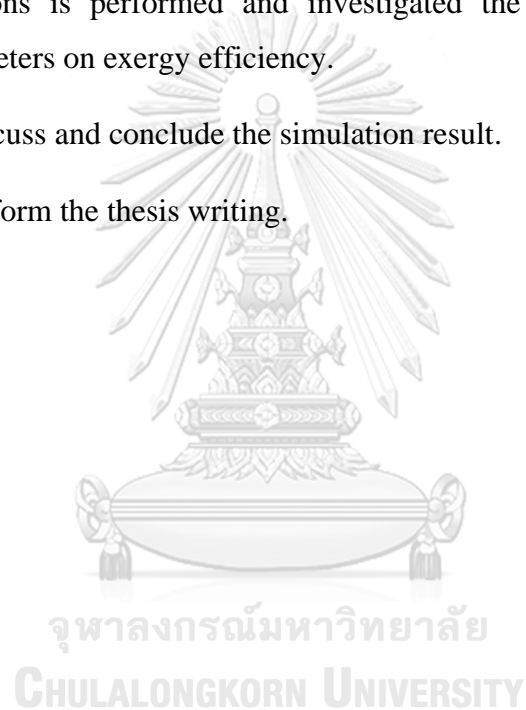 ons is performed and investigated the
eters on exergy efficiency.
cuss and conclude the simulation result.
form the thesis writing.
จุฬาลงกรณ์มหาวิทยาลัย
CHULALONGKORN UNIVERSITY